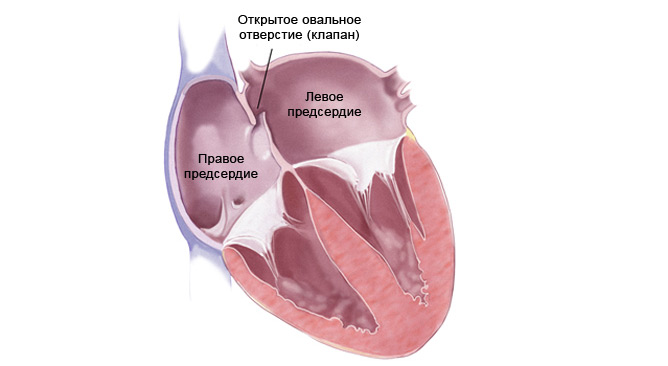 Открытое овальное
отверстие (клапан)
Левое
предсердие
Правое
предсердие